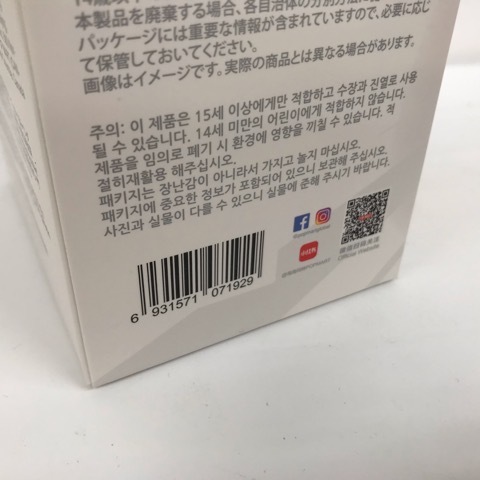 本製品を廃棄する場合、各自治体の分別方法に
パッケージには重要な情報が含まれていますので、必要に応じ
て保管しておいてください。
画像はイメージです。実際の商品とは異なる場合があります。
주의: 이 제품은 15세 이상에게만 적합하고 수장과 진열로 사용
될 수 있습니다. 14세 미만의 어린이에게 적합하지 않습니다.
제품을 임의로 폐기 시 환경에 영향을 끼칠 수 있습니다. 적
절히재활용 해주십시오.
패키지는 장난감이 아니라서 가지고 놀지 마십시오.
패키지에 중요한 정보가 포함되어 있으니 보관해 주십시오.
사진과 실물이 다를 수 있으니 실물에 준해 주시기 바랍니다.
小红书
Official Website
6 931571 071929